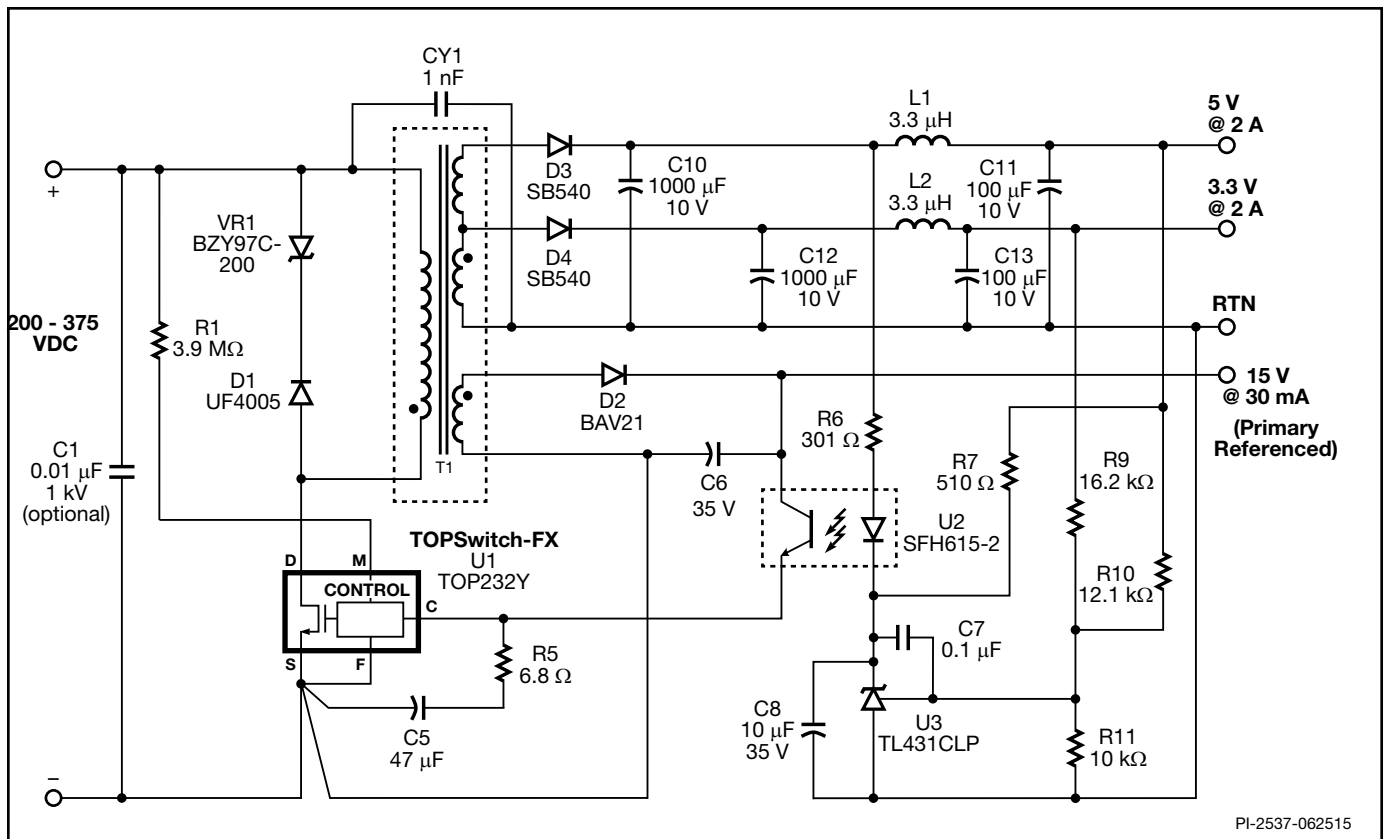 CY1
1 nF
L1
3.3 μH
5 V
@ 2 A
+
D3
SB540
C10
1000 μF
10 V
L2
3.3 μH
C11
100 μF
10 V
3.3 V
@ 2 A
VR1
BZY97C-
200
D4
SB540
C12
1000 μF
10 V
C13
100 μF
10 V
200 - 375
VDC
R1
3.9 MΩ
RTN
D1
UF4005
D2
BAV21
15 V
@ 30 mA
(Primary
Referenced)
C1
0.01 μF
1 kV
(optional)
T1
C6
35 V
R6
301 Ω
R7
510 Ω
R9
16.2 kΩ
U2
SFH615-2
TOPSwitch-FX
U1
TOP232Y
D
M
CONTROL
C
S
F
R10
12.1 kΩ
R5
6.8 Ω
C7
0.1 μF
C5
47 μF
C8
10 μF
35 V
U3
TL431CLP
R11
10 kΩ
−
PI-2537-062515